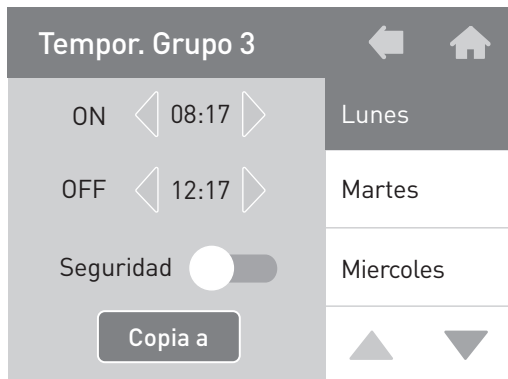 Tempor. Grupo 3
ON 08:17
OFF 12:17
Seguridad
Copia a
Lunes
Martes
Miercoles